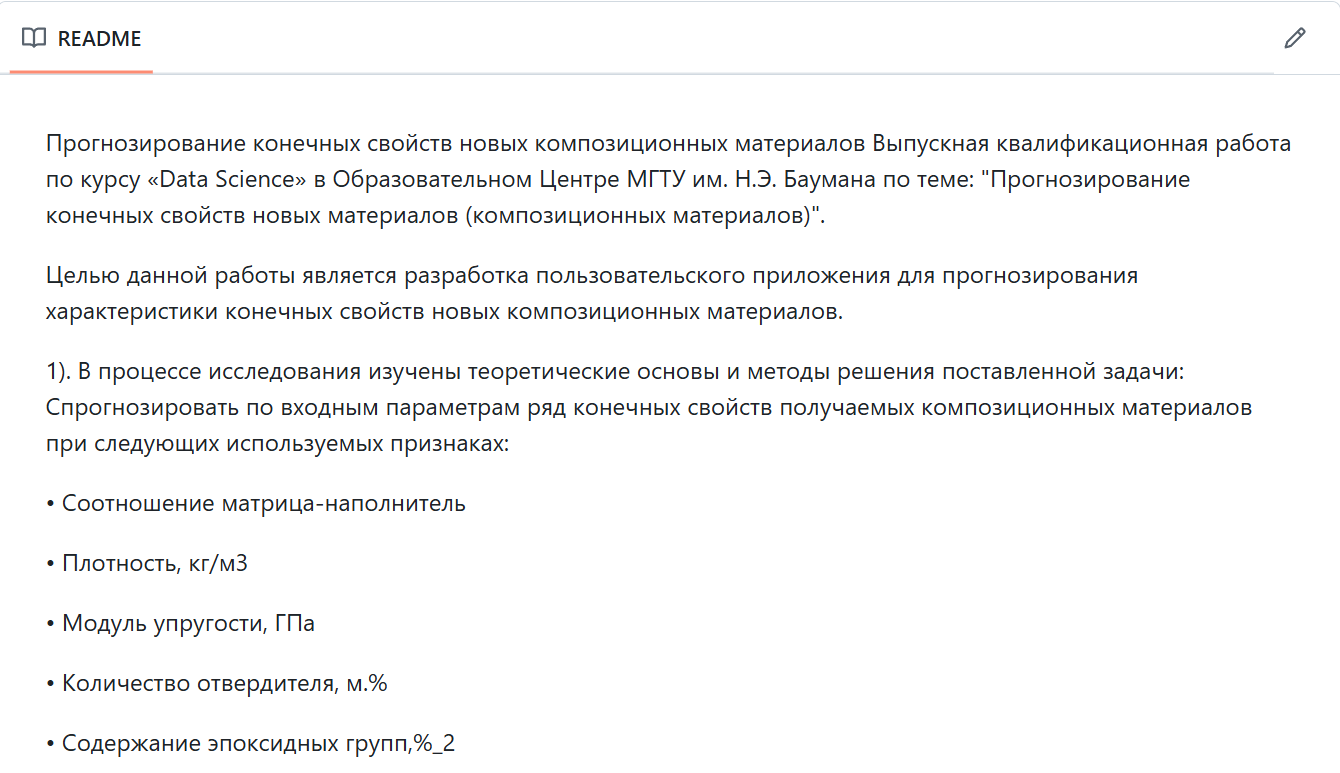 README
Прогнозирование конечных свойств новых композиционных материалов Выпускная квалификационная работа
по курсу «Data Science» в Образовательном Центре МГТУ им. Н.Э. Баумана по теме: "Прогнозирование
конечных свойств новых материалов (композиционных материалов)".
Целью данной работы является разработка пользовательского приложения для прогнозирования
характеристики конечных свойств новых композиционных материалов.
1). В процессе исследования изучены теоретические основы и методы решения поставленной задачи:
Спрогнозировать по входным параметрам ряд конечных свойств получаемых композиционных материалов
при следующих используемых признаках:
• Соотношение матрица-наполнитель
• Плотность, кг/м3
• Модуль упругости, ГПа
• Количество отвердителя, м.%
• Содержание эпоксидных групп,%_2